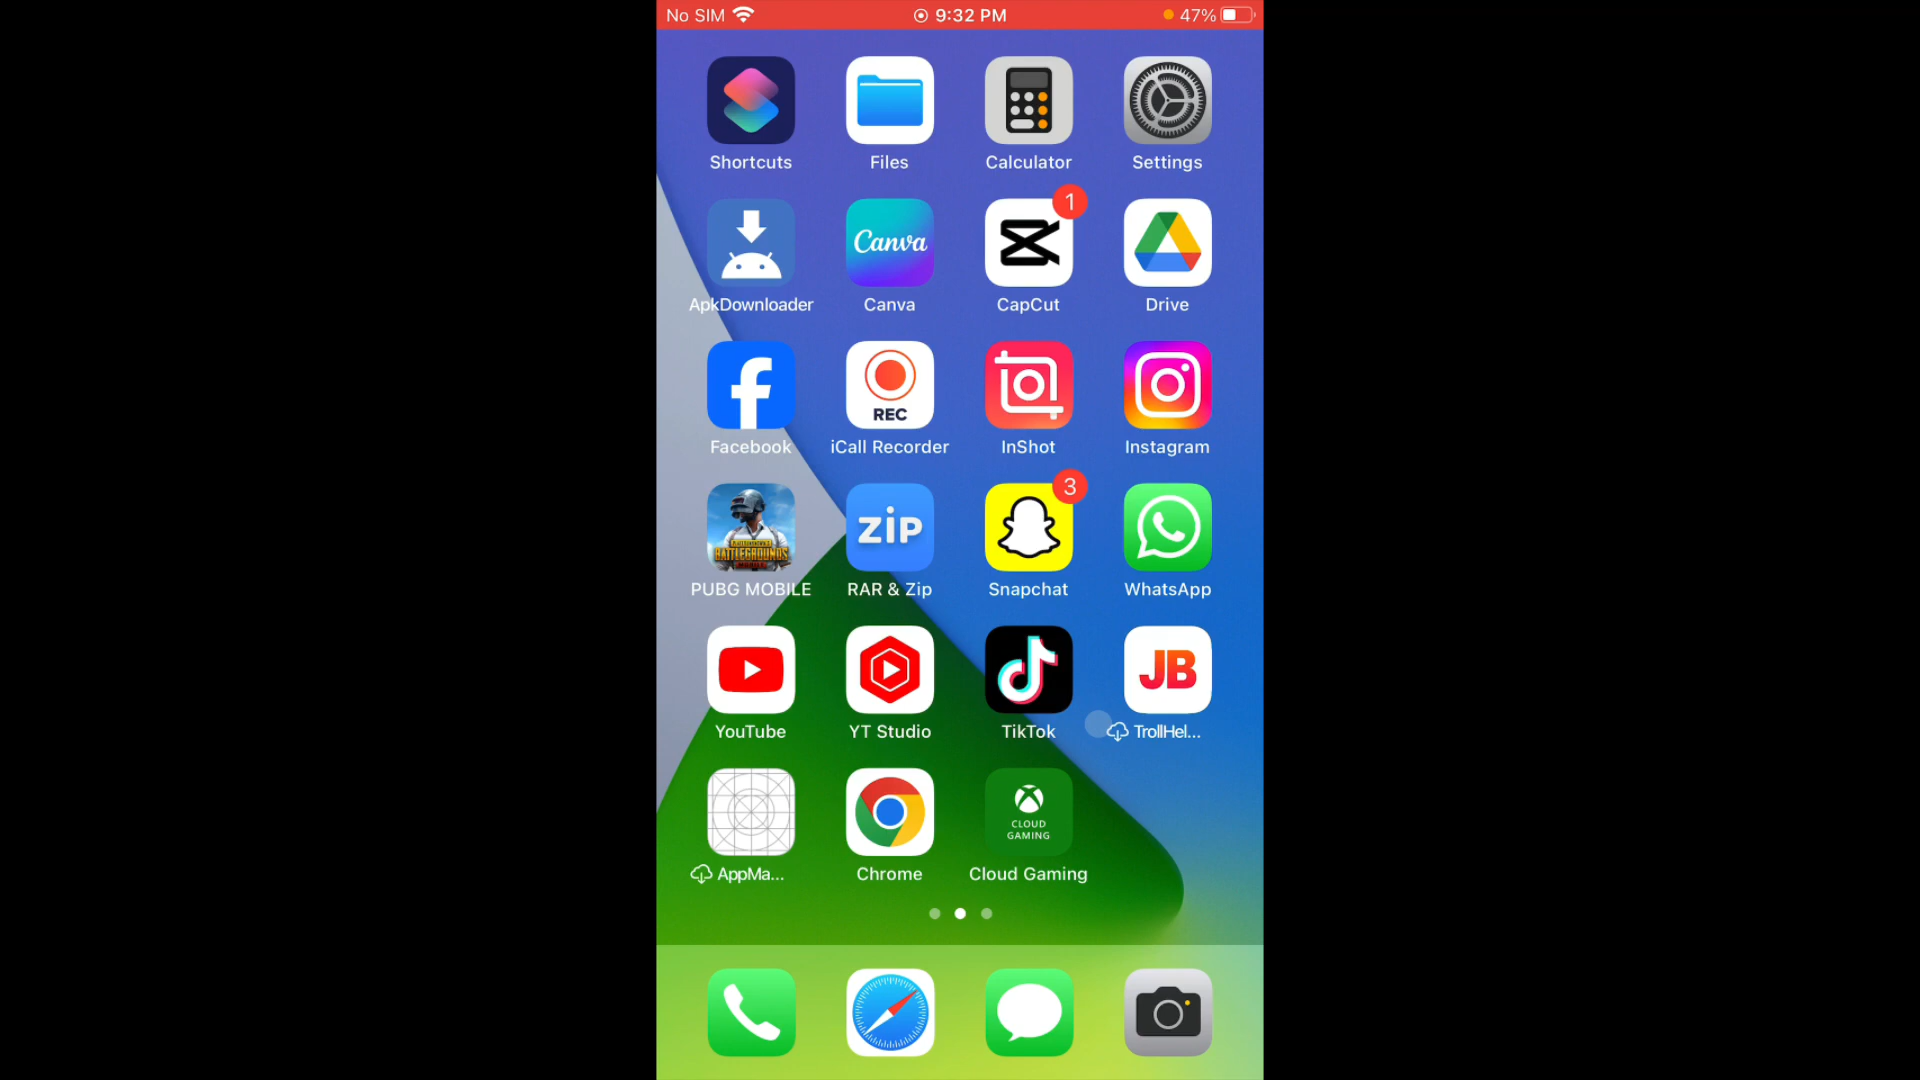 No SIM 9:32 PM 47%
Shortcuts Files Calculator Settings
1
Canva
ApkDownloader Canva CapCut Drive
REC
Facebook iCall Recorder InShot Instagram
3
BATTLEGROUNDS zip
MOBILE
PUBG MOBILE RAR & Zip Snapchat WhatsApp
JB
YouTube YT Studio TikTok TrollHel...
CLOUD
GAMING
AppMa... Chrome Cloud Gaming